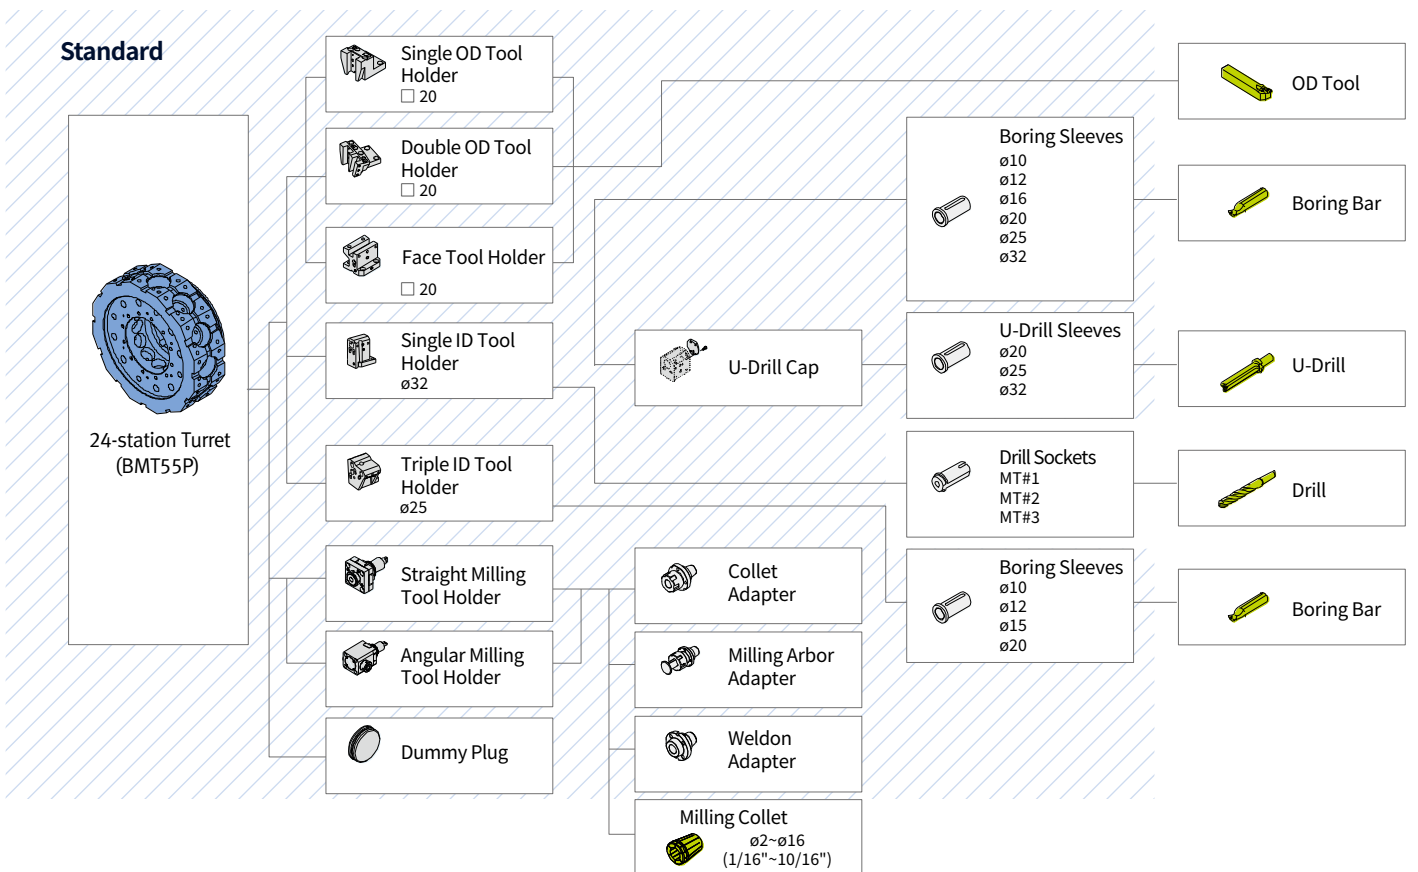 Standard
24-station Turret
(BMT55P)
Single OD Tool
Holder
□ 20
Double OD Tool
Holder
□ 20
Face Tool Holder
□ 20
Single ID Tool
Holder
ø32
Triple ID Tool
Holder
ø25
Straight Milling
Tool Holder
Angular Milling
Tool Holder
Dummy Plug
U-Drill Cap
Collet
Adapter
Milling Arbor
Adapter
Weldon
Adapter
Milling Collet
ø2~ø16
(1/16"~10/16")
Boring Sleeves
ø10
ø12
ø16
ø20
ø25
ø32
U-Drill Sleeves
ø20
ø25
ø32
Drill Sockets
MT#1
MT#2
MT#3
Boring Sleeves
ø10
ø12
ø15
ø20
OD Tool
Boring Bar
U-Drill
Drill
Boring Bar